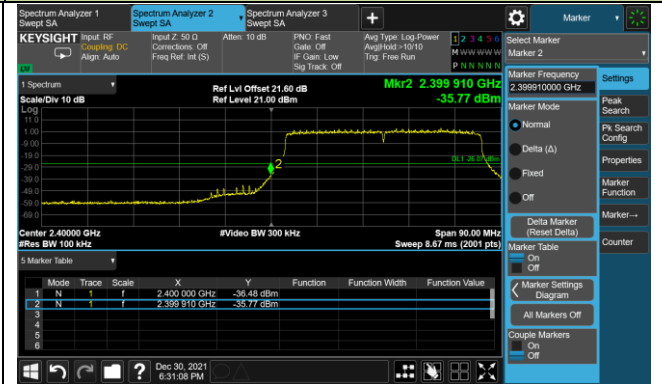 Spectrum Analyzer 1
Swept SA
Spectrum Analyzer 2
Swept SA
Spectrum Analyzer 3
Swept SA
+
Marker
KEYSIGHT
Input: RF
Coupling: DC
Align: Auto
Input Z: 50 Ω
Corrections: Off
Freq Ref: Int (S)
Atten: 10 dB
PNO: Fast
Gate: Off
IF Gain: Low
Sig Track: Off
Avg Type: Log-Power
Avg|Hold:>10/10
Trig: Free Run
1 2 3 4 5 6
M W W W W W
P N N N N N
LXI
1 Spectrum
Scale/Div 10 dB
Ref Lvl Offset 21.60 dB
Ref Level 21.00 dBm
Mkr2 2.399 910 GHz
-35.77 dBm
Log
11.0
1.00
-9.00
-19.0
-29.0
-39.0
-49.0
-59.0
-69.0
2
Center 2.40000 GHz
#Res BW 100 kHz
#Video BW 300 kHz
Span 90.00 MHz
Sweep 8.67 ms (2001 pts)
5 Marker Table
Mode Trace Scale X Y Function Function Width Function Value
1 N 1 f 2.400 000 GHz -36.48 dBm
2 N 1 f 2.399 910 GHz -35.77 dBm
3
4
5
6
?
Dec 30, 2021
6:31:08 PM
Select Marker
Marker 2
Marker Frequency
2.399910000 GHz
Marker Mode
Normal
Delta (Δ)
Fixed
Off
Delta Marker
(Reset Delta)
Marker Table
On
Off
Marker Settings
Diagram
All Markers Off
Couple Markers
On
Off
Settings
Peak
Search
Pk Search
Config
Properties
Marker
Function
Marker→
Counter